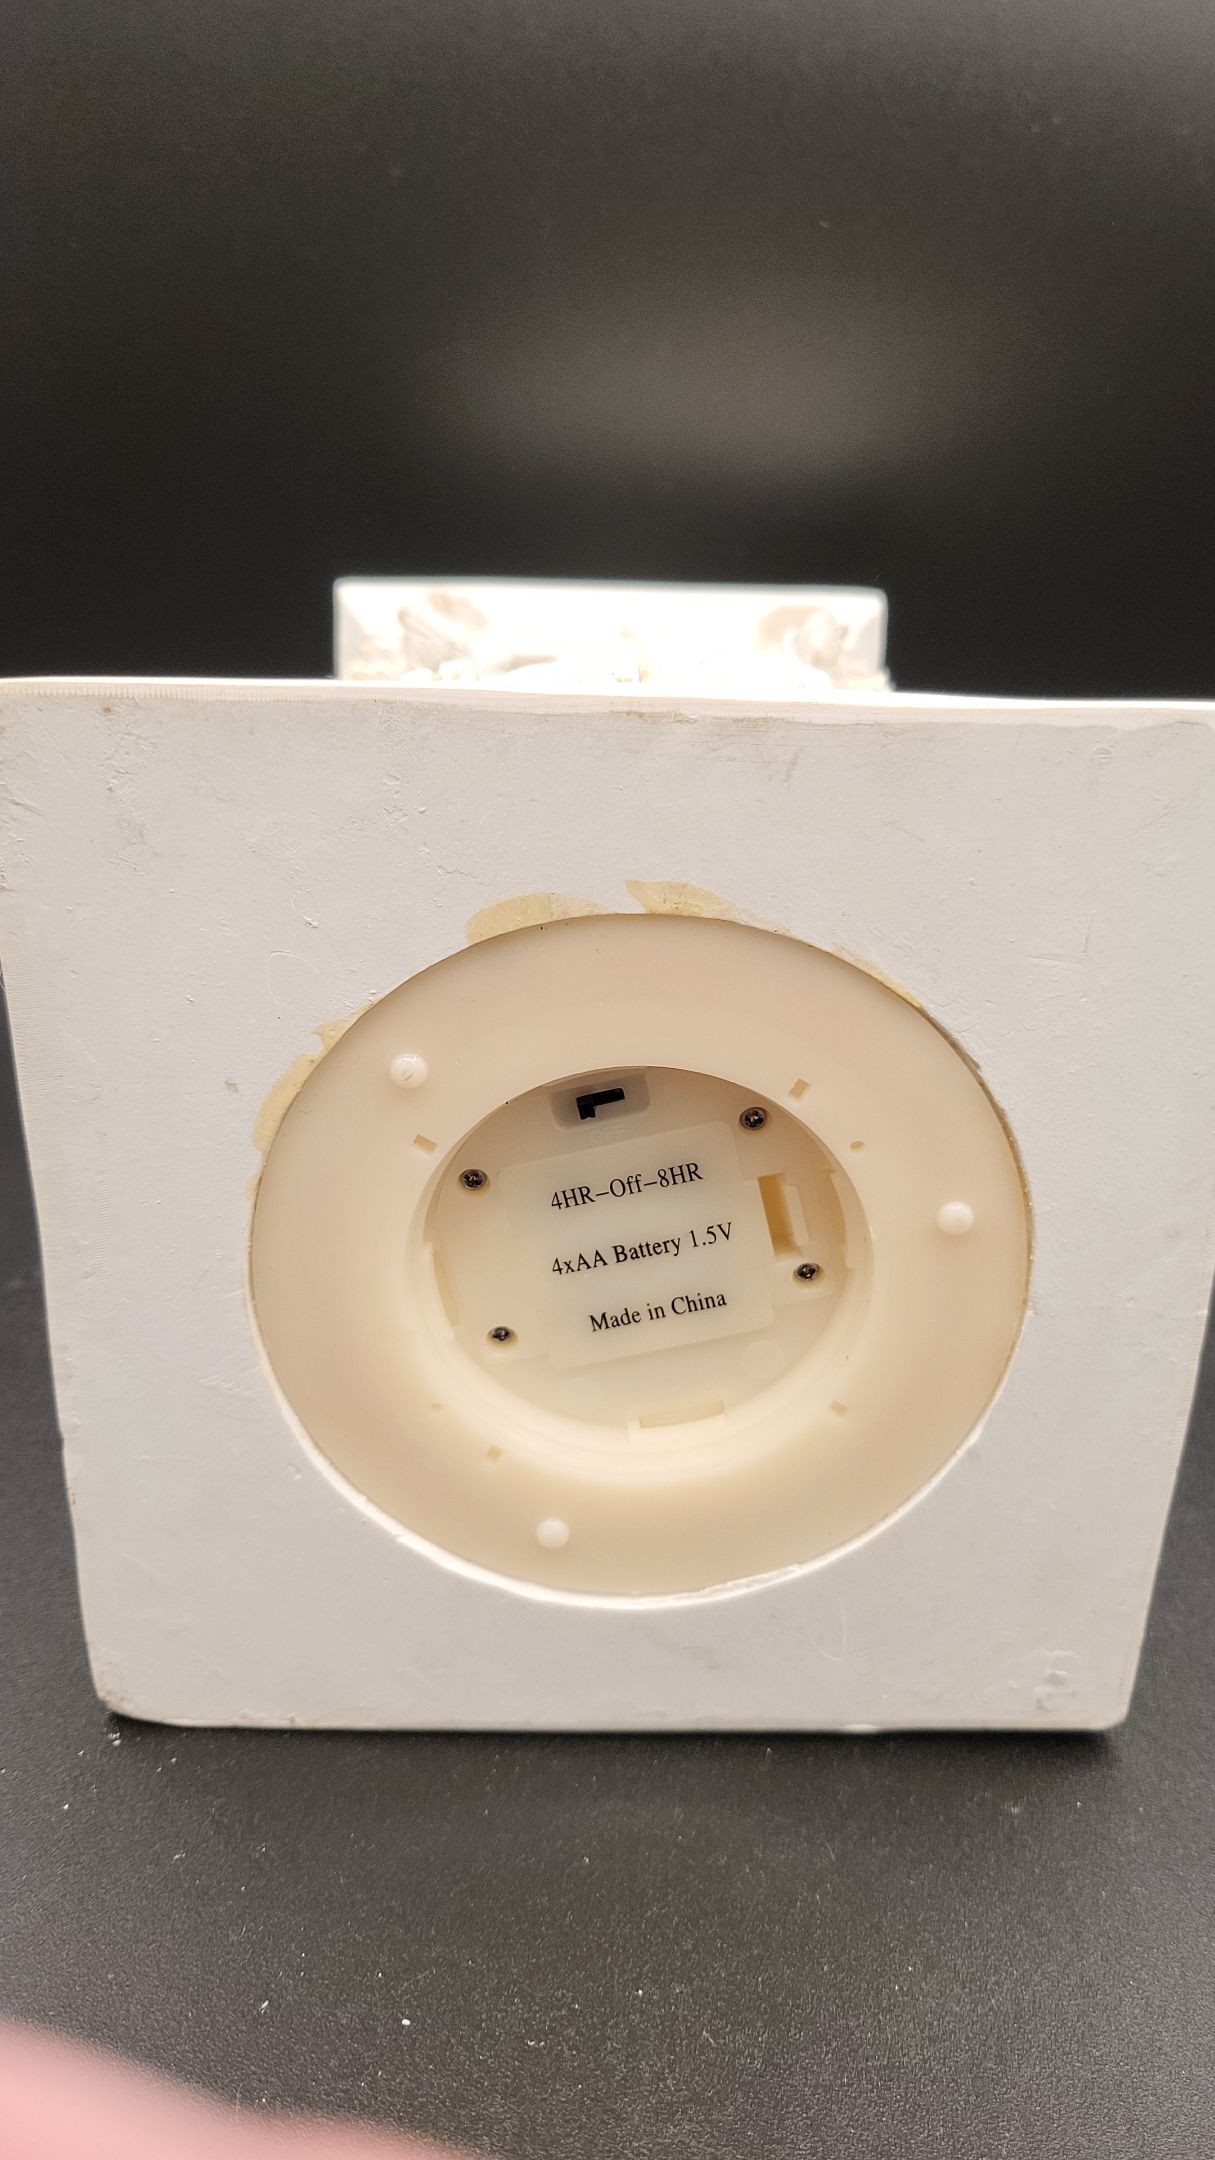 4HR–Off–8HR
4xAA Battery 1.5V
Made in China